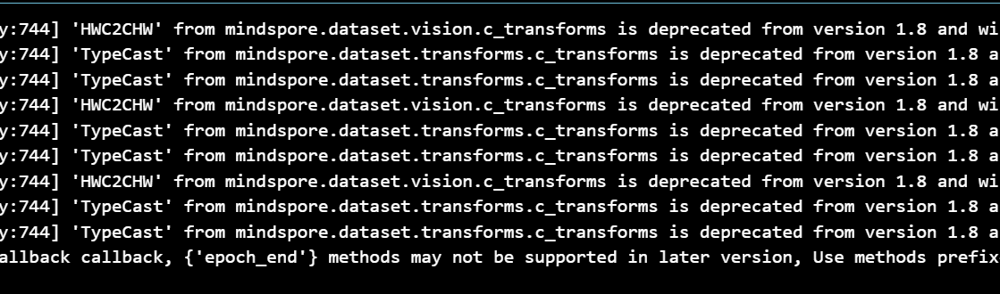 y:744] 'HWC2CHW' from mindspore.dataset.vision.c_transforms is deprecated from version 1.8 and wi
y:744] 'TypeCast' from mindspore.dataset.transforms.c_transforms is deprecated from version 1.8 a
y:744] 'TypeCast' from mindspore.dataset.transforms.c_transforms is deprecated from version 1.8 a
y:744] 'HWC2CHW' from mindspore.dataset.vision.c_transforms is deprecated from version 1.8 and wi
y:744] 'TypeCast' from mindspore.dataset.transforms.c_transforms is deprecated from version 1.8 a
y:744] 'TypeCast' from mindspore.dataset.transforms.c_transforms is deprecated from version 1.8 a
y:744] 'HWC2CHW' from mindspore.dataset.vision.c_transforms is deprecated from version 1.8 and wi
y:744] 'TypeCast' from mindspore.dataset.transforms.c_transforms is deprecated from version 1.8 a
y:744] 'TypeCast' from mindspore.dataset.transforms.c_transforms is deprecated from version 1.8 a
allback callback, {'epoch_end'} methods may not be supported in later version, Use methods prefix